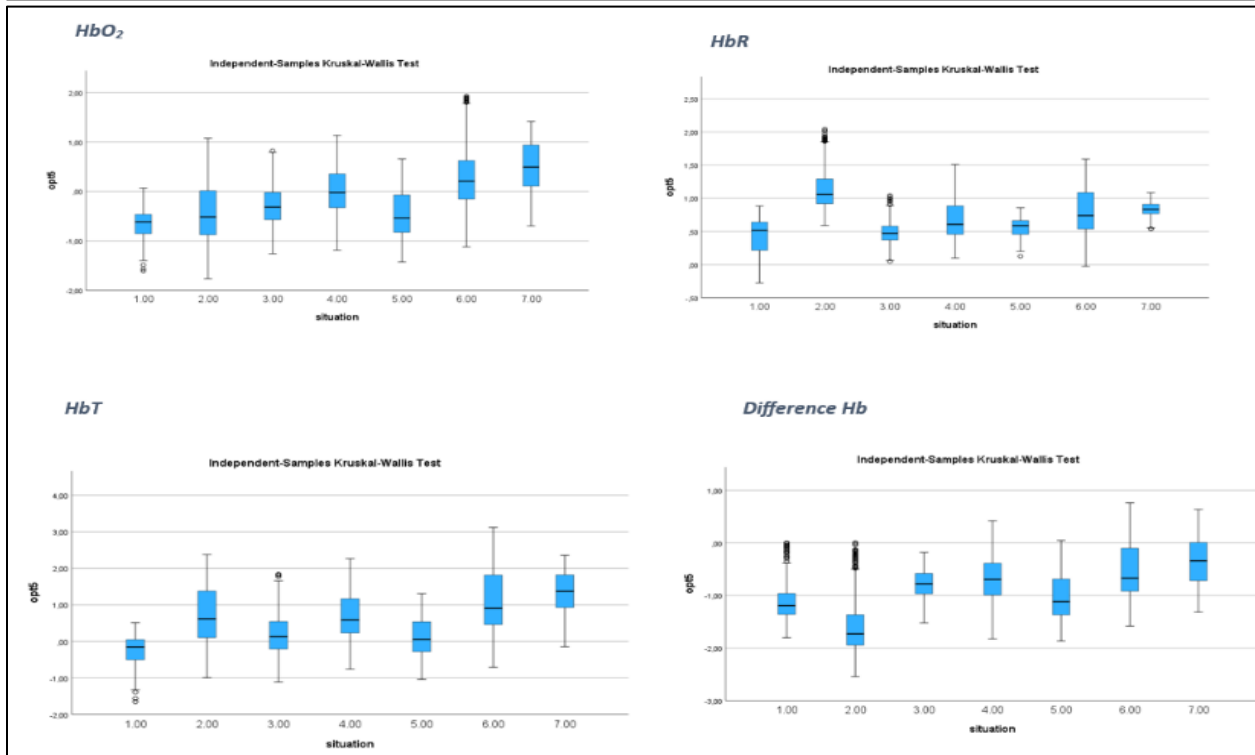 HbO₂
Independent-Samples Kruskal-Wallis Test
2,00
1,00
,00
-1,00
-2,00
opt5
1.00 2.00 3.00 4.00 5.00 6.00 7.00
situation
HbR
Independent-Samples Kruskal-Wallis Test
2,50
2,00
1,50
1,00
,50
,00
-,50
opt5
1.00 2.00 3.00 4.00 5.00 6.00 7.00
situation
HbT
Independent-Samples Kruskal-Wallis Test
4,00
3,00
2,00
1,00
,00
-1,00
-2,00
opt5
1.00 2.00 3.00 4.00 5.00 6.00 7.00
situation
Difference Hb
Independent-Samples Kruskal-Wallis Test
1,00
,00
-1,00
-2,00
-3,00
opt5
1.00 2.00 3.00 4.00 5.00 6.00 7.00
situation